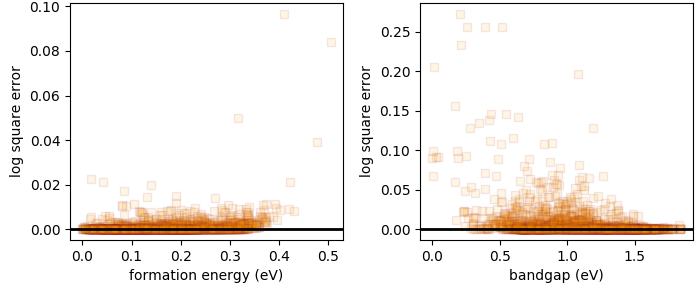 0.10
0.08
0.06
0.04
0.02
0.00
log square error
0.0 0.1 0.2 0.3 0.4 0.5
formation energy (eV)
0.25
0.20
0.15
0.10
0.05
0.00
log square error
0.0 0.5 1.0 1.5
bandgap (eV)